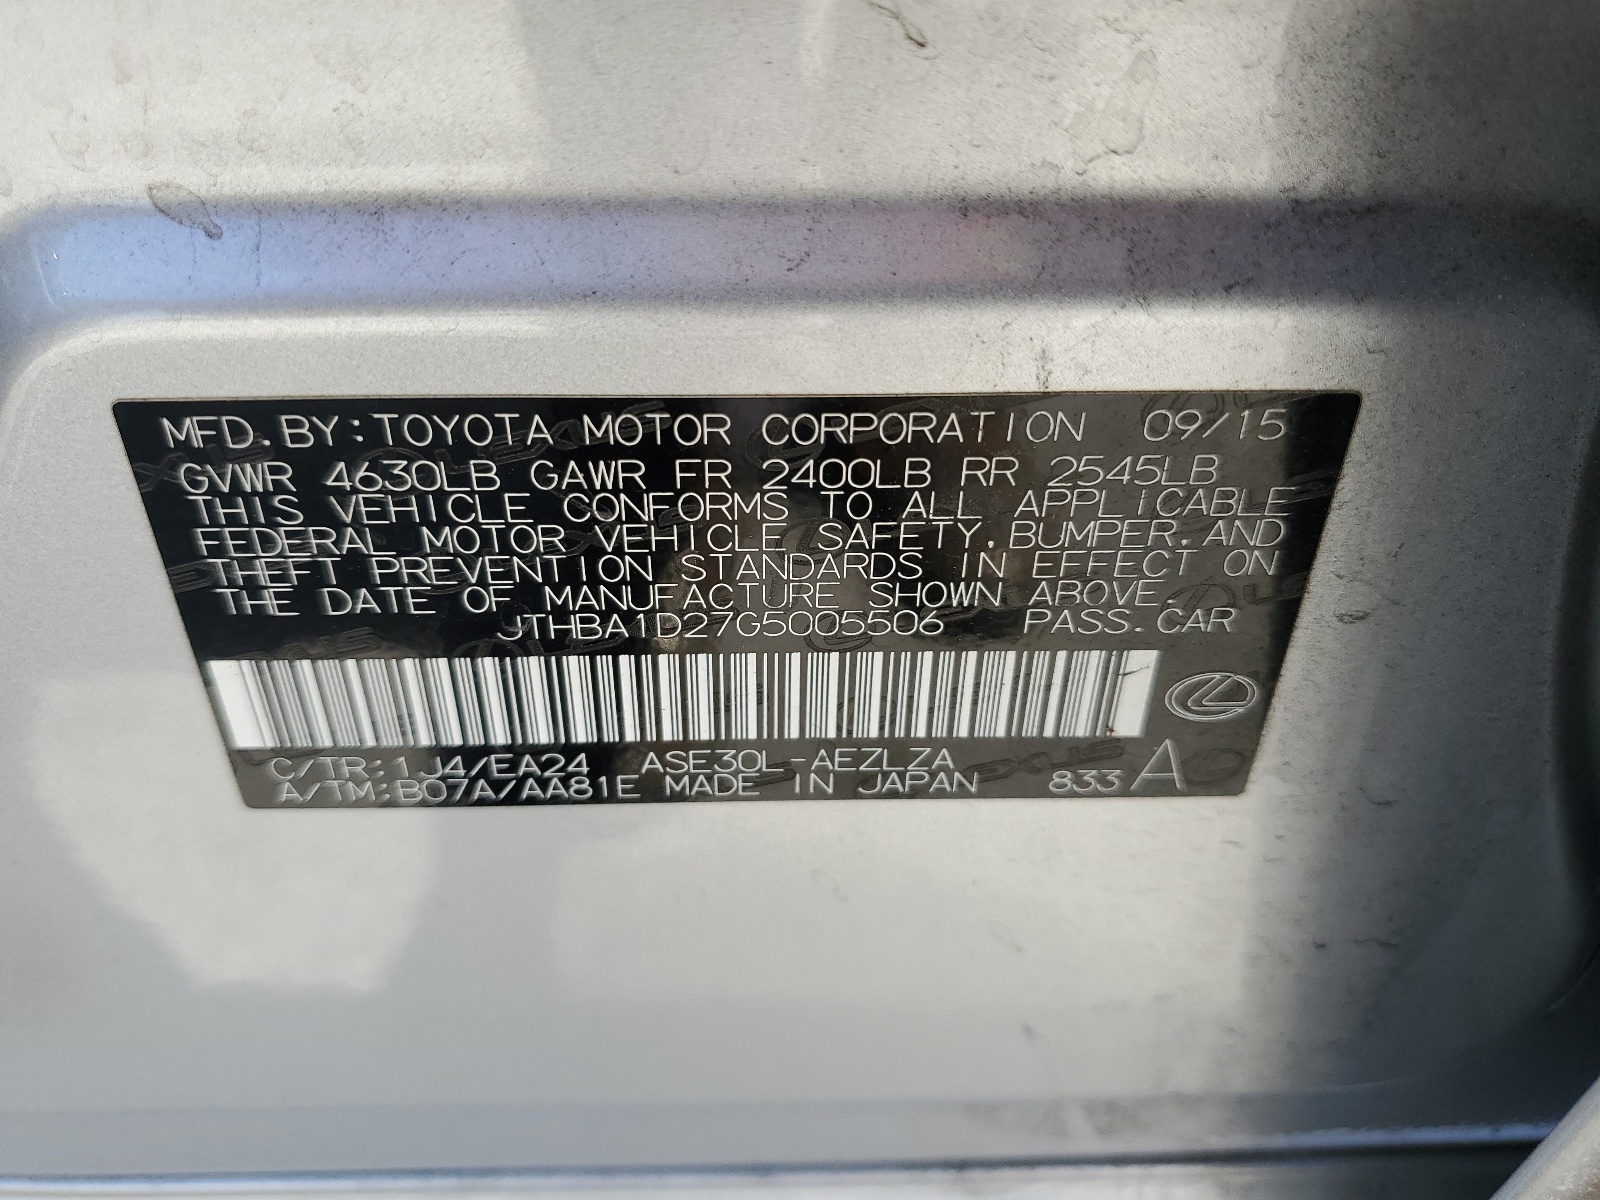 MFD.BY:TOYOTA MOTOR CORPORATION 09/15
GVWR 4630LB GAWR FR 2400LB RR 2545LB
THIS VEHICLE CONFORMS TO ALL APPLICABLE
FEDERAL MOTOR VEHICLE SAFETY, BUMPER, AND
THEFT PREVENTION STANDARDS IN EFFECT ON
THE DATE OF MANUFACTURE SHOWN ABOVE.
JTHBA1D27G5005506 PASS.CAR
C/TR:1J4/EA24 ASE30L-AEZLZA
A/TM:B07A/AA81E MADE IN JAPAN 833 A